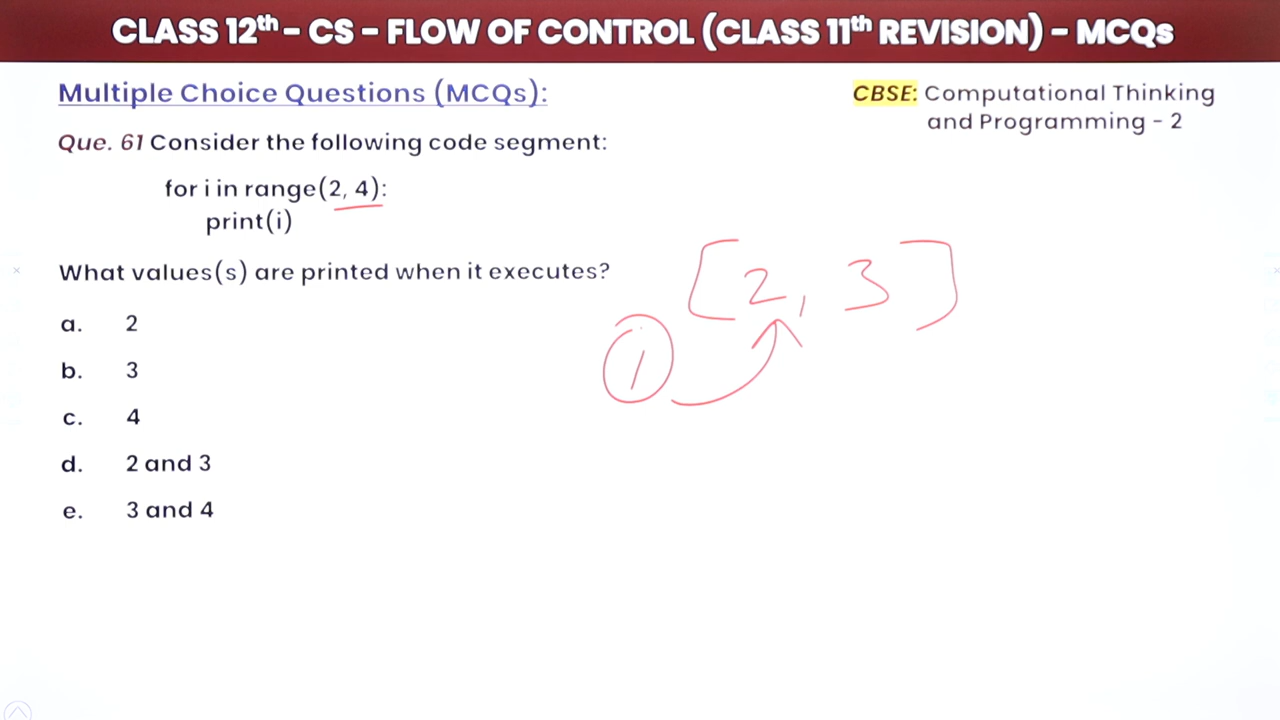 CLASS 12th – CS – FLOW OF CONTROL (CLASS 11th REVISION) – MCQs
Multiple Choice Questions (MCQs):
CBSE: Computational Thinking
and Programming - 2
Que. 61 Consider the following code segment:
for i in range(2, 4):
print(i)
What values(s) are printed when it executes?
[2, 3]
i
a. 2
b. 3
c. 4
d. 2 and 3
e. 3 and 4